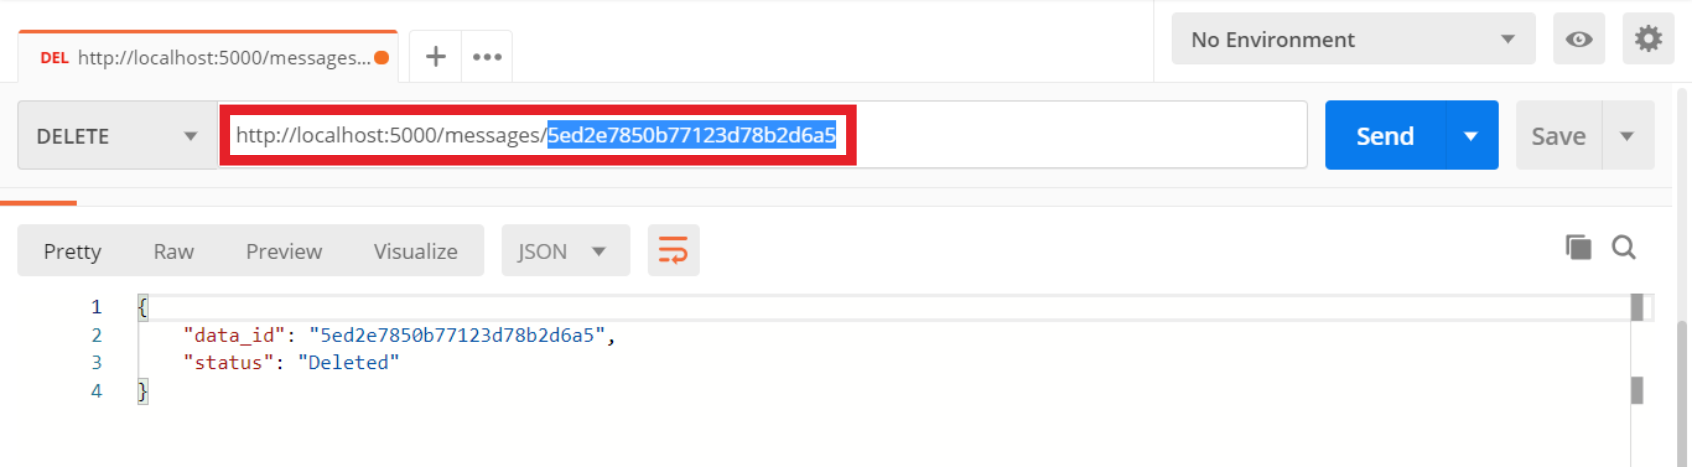 DEL http://localhost:5000/messages...
No Environment
DELETE http://localhost:5000/messages/5ed2e7850b77123d78b2d6a5 Send Save
Pretty Raw Preview Visualize JSON
1 {
2 "data_id": "5ed2e7850b77123d78b2d6a5",
3 "status": "Deleted"
4 }